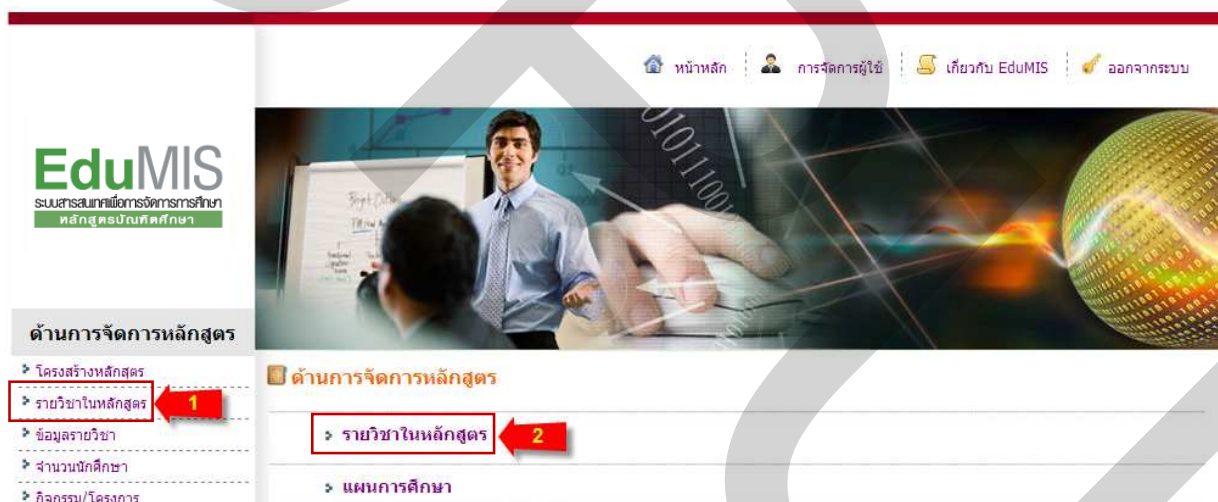 หน้าหลัก การจัดการผู้ใช้ เกี่ยวกับ EduMIS ออกจากระบบ
EduMIS
ระบบสารสนเทศเพื่อการจัดการการศึกษา
หลักสูตรบัณฑิตศึกษา
ด้านการจัดการหลักสูตร
โครงสร้างหลักสูตร
รายวิชาในหลักสูตร 1
ข้อมูลรายวิชา
จำนวนนักศึกษา
กิจกรรม/โครงการ
ด้านการจัดการหลักสูตร
รายวิชาในหลักสูตร 2
แผนการศึกษา